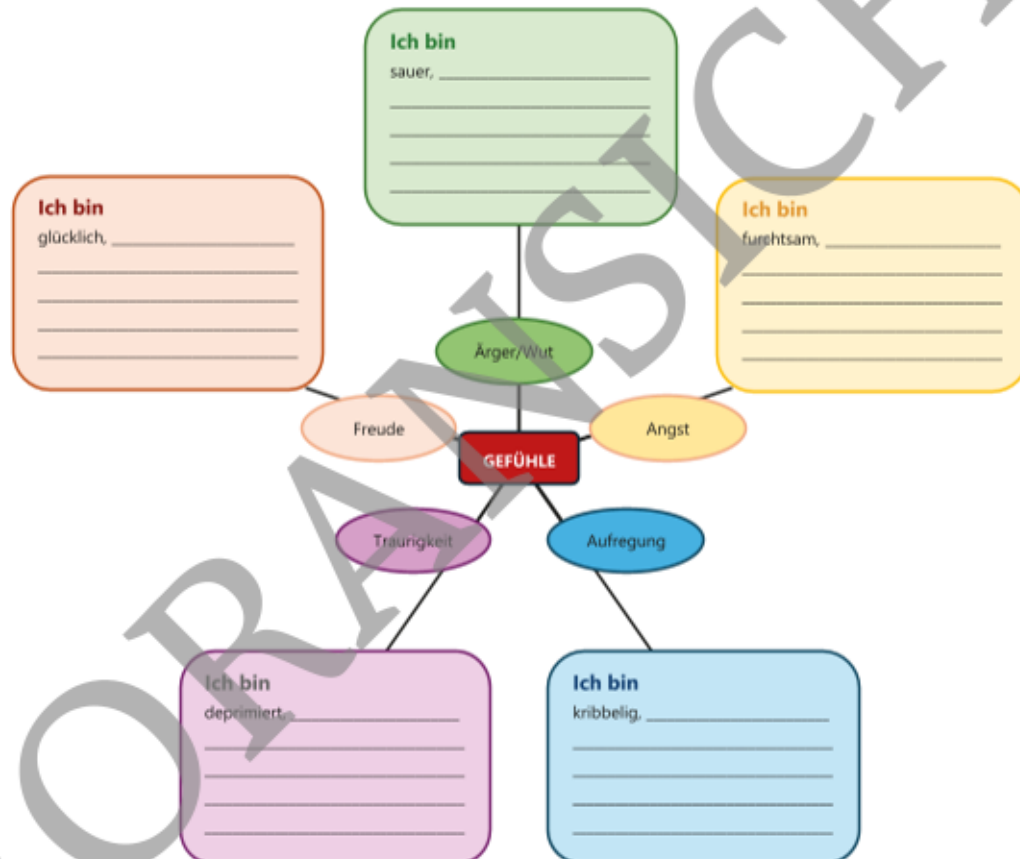 Ich bin
sauer,
Ich bin
glücklich,
Ich bin
furchtsam,
Ärger/Wut
Freude
Angst
GEFÜHLE
Traurigkeit
Aufregung
Ich bin
deprimiert,
Ich bin
kribbelig,